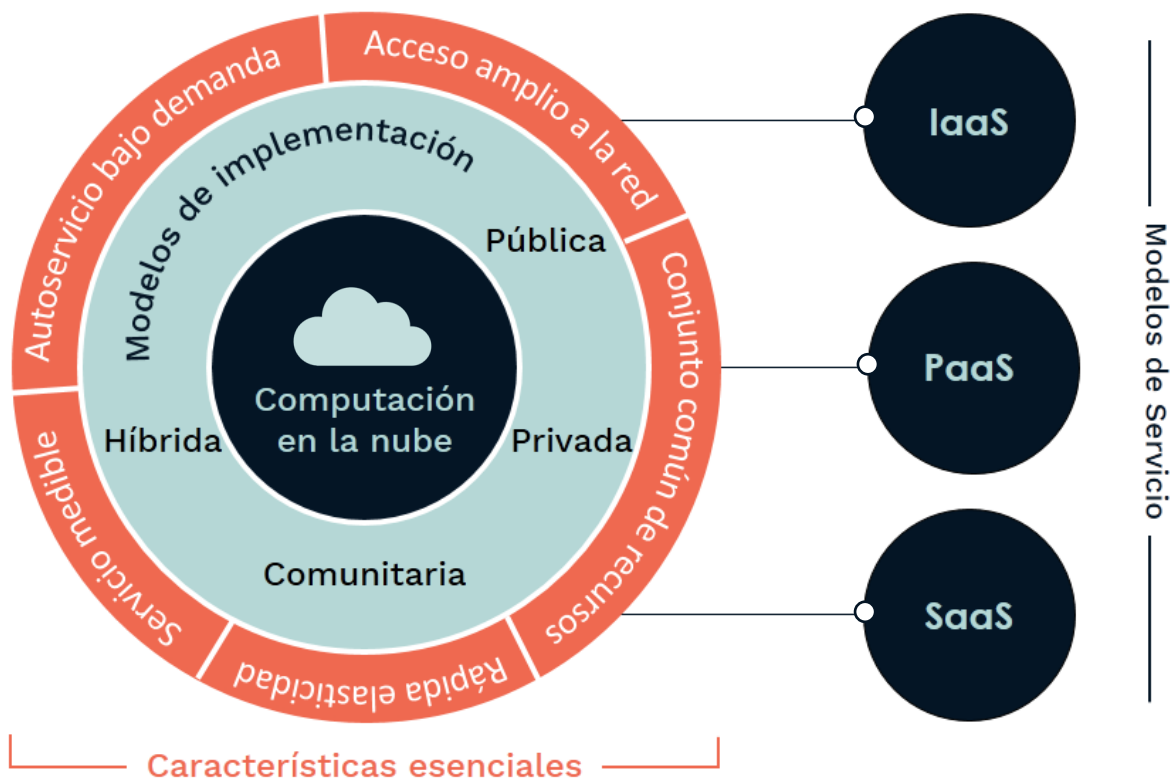 Autoservicio bajo demanda
Acceso amplio a la red
Conjunto común de recursos
Rápida elasticidad
Servicio medible
Modelos de implementación
Pública
Privada
Comunitaria
Híbrida
Computación
en la nube
IaaS
PaaS
SaaS
Modelos de Servicio
Características esenciales